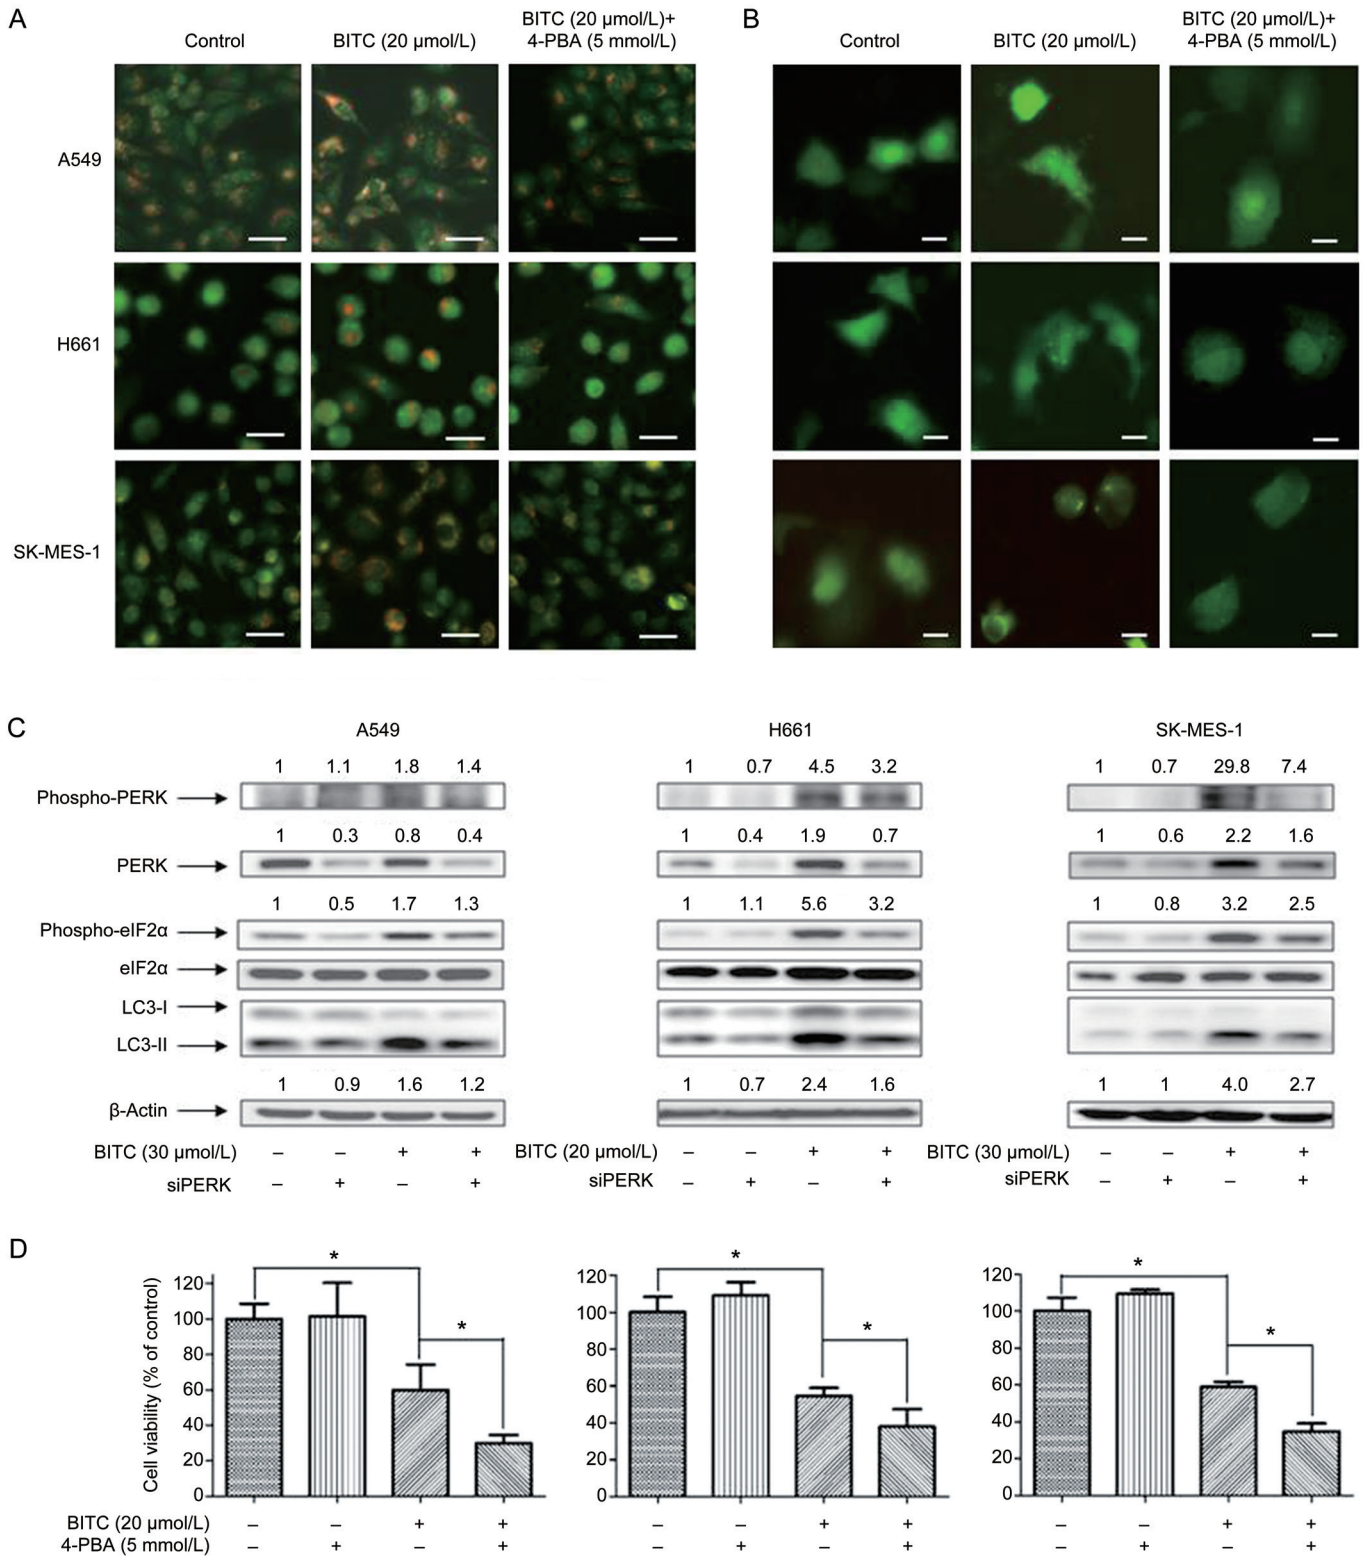 A
Control
BITC (20 μmol/L)
BITC (20 μmol/L)+
4-PBA (5 mmol/L)
B
Control
BITC (20 μmol/L)
BITC (20 μmol/L)+
4-PBA (5 mmol/L)
A549
H661
SK-MES-1
C
A549 H661 SK-MES-1
1 1.1 1.8 1.4 1 0.7 4.5 3.2 1 0.7 29.8 7.4
Phospho-PERK
1 0.3 0.8 0.4 1 0.4 1.9 0.7 1 0.6 2.2 1.6
PERK
1 0.5 1.7 1.3 1 1.1 5.6 3.2 1 0.8 3.2 2.5
Phospho-eIF2α
eIF2α
LC3-I
LC3-II
1 0.9 1.6 1.2 1 0.7 2.4 1.6 1 1 4.0 2.7
β-Actin
BITC (30 μmol/L) – – + + BITC (20 μmol/L) – – + + BITC (30 μmol/L) – – + +
siPERK – + – + siPERK – + – + siPERK – + – +
D
Cell viability (% of control)
120
100
80
60
40
20
0
* *
120
100
80
60
40
20
0
* *
120
100
80
60
40
20
0
* *
BITC (20 μmol/L) – – + + – – + + – – + +
4-PBA (5 mmol/L) – + – + – + – + – + – +